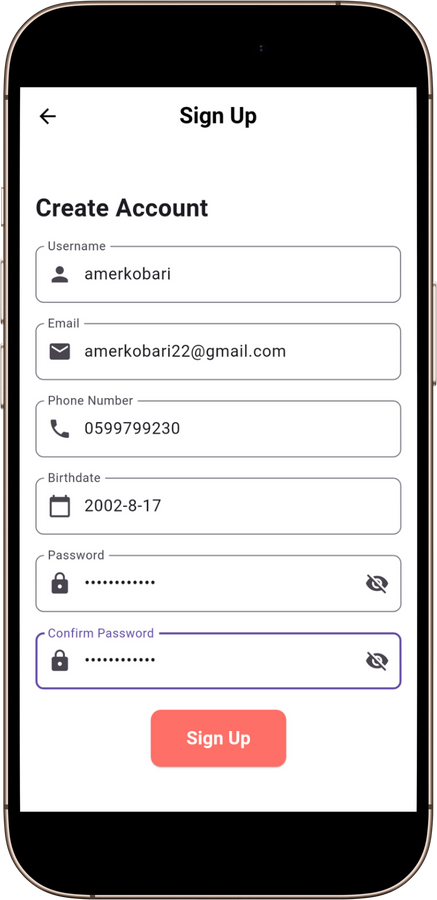 Sign Up
Create Account
Username
amerkobari
Email
amerkobari22@gmail.com
Phone Number
0599799230
Birthdate
2002-8-17
Password
••••••••••••
Confirm Password
••••••••••••
Sign Up